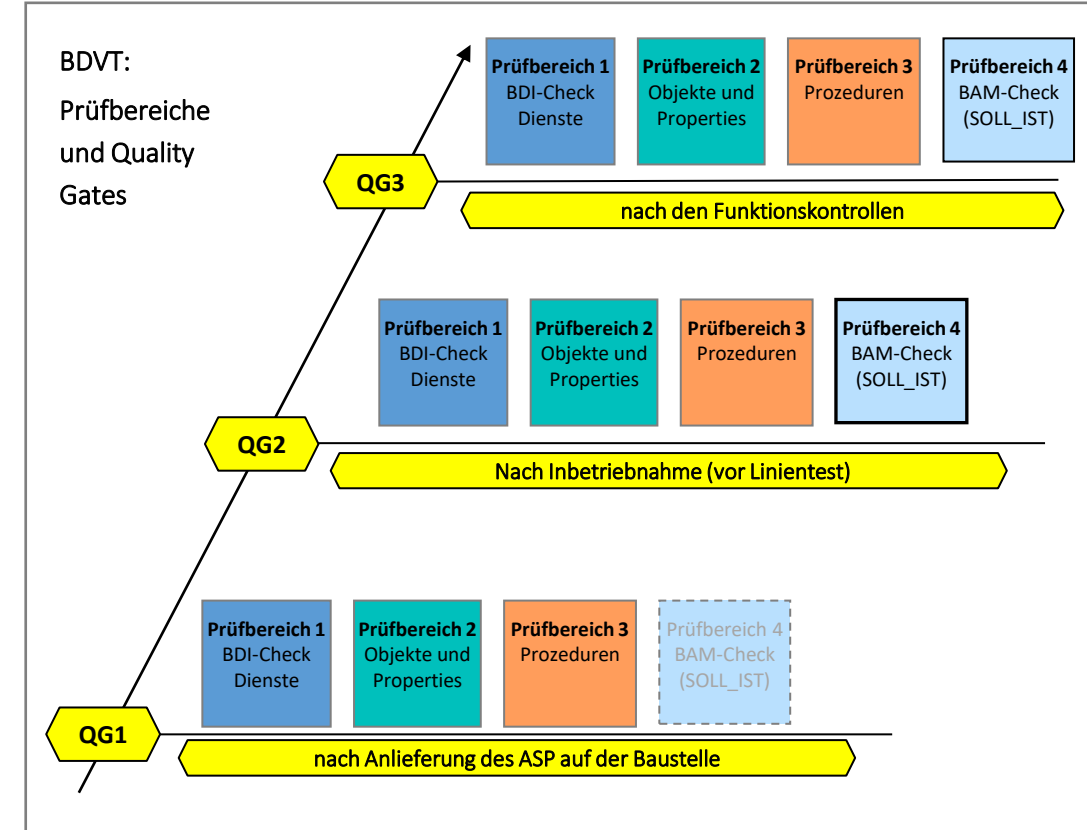 BDVT:
Prüfbereiche
und Quality
Gates
Prüfbereich 1
BDI-Check
Dienste
Prüfbereich 2
Objekte und
Properties
Prüfbereich 3
Prozeduren
Prüfbereich 4
BAM-Check
(SOLL_IST)
QG3
nach den Funktionskontrollen
Prüfbereich 1
BDI-Check
Dienste
Prüfbereich 2
Objekte und
Properties
Prüfbereich 3
Prozeduren
Prüfbereich 4
BAM-Check
(SOLL_IST)
QG2
Nach Inbetriebnahme (vor Linientest)
Prüfbereich 1
BDI-Check
Dienste
Prüfbereich 2
Objekte und
Properties
Prüfbereich 3
Prozeduren
Prüfbereich 4
BAM-Check
(SOLL_IST)
QG1
nach Anlieferung des ASP auf der Baustelle